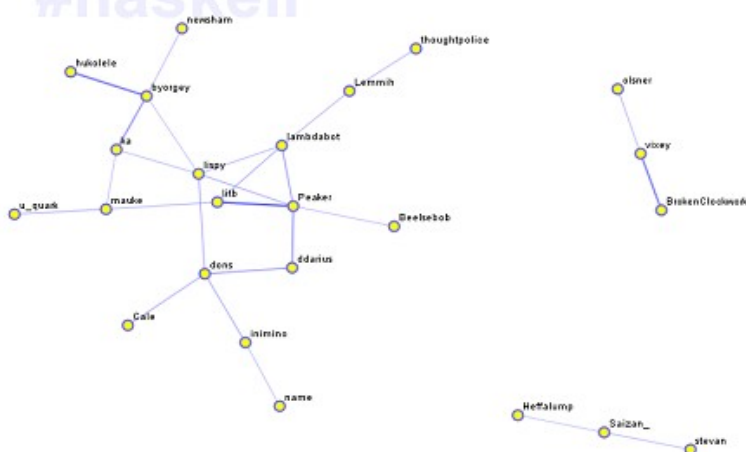 #haskell
newsham
hukolele
thoughtpolice
byorgey
Lemmih
olsner
lambdabot
ka
vixey
lispy
lilb
Peaker
u_quark
mauke
BrokenClockwork
Beelsebob
dons
ddarius
Cale
inimino
name
Heffalump
Saizan_
stevan